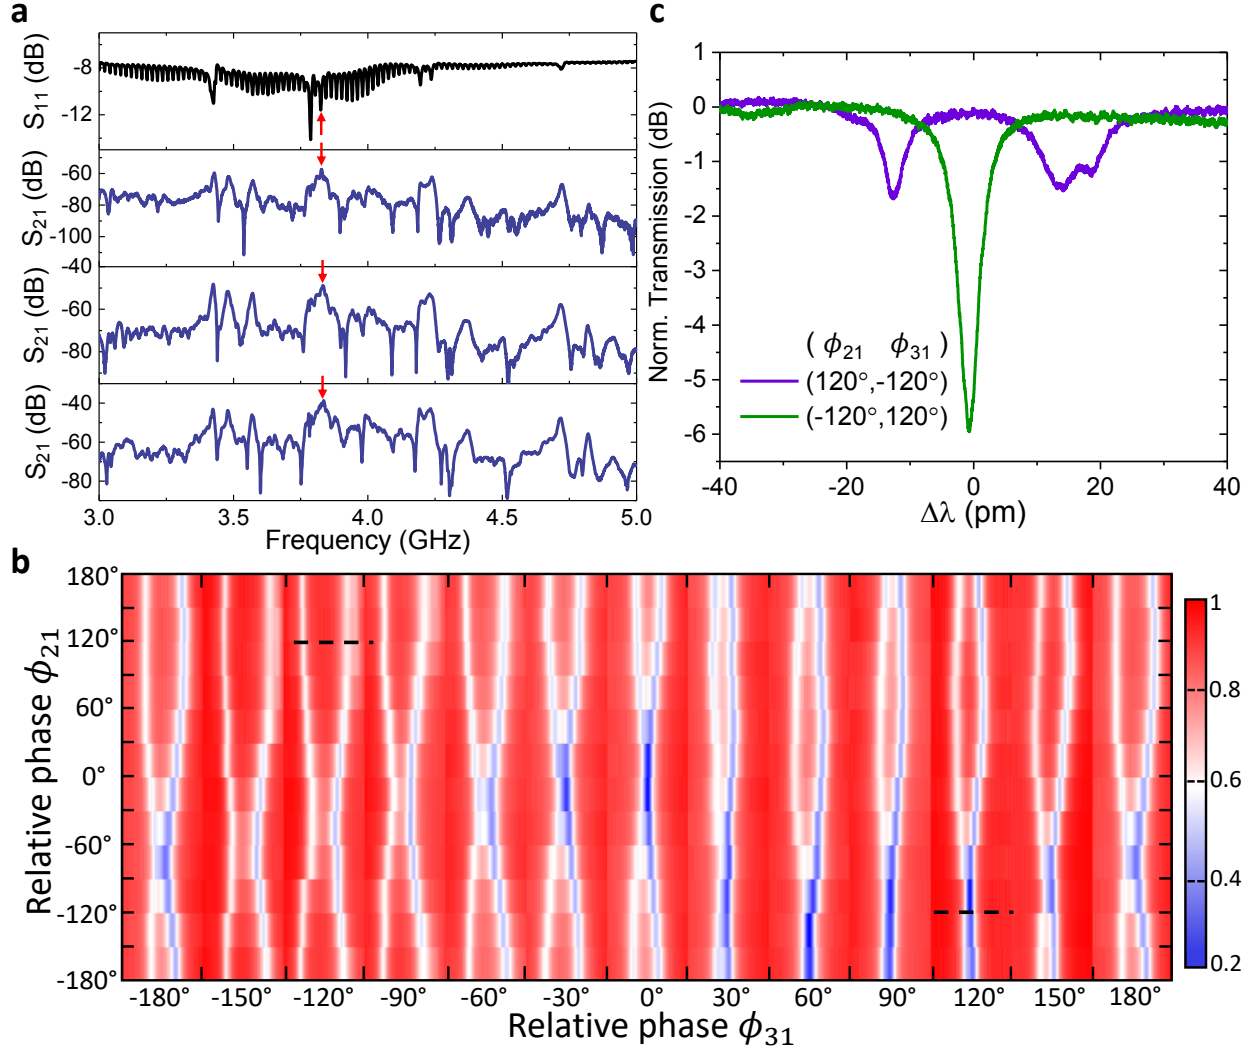 a
S11 (dB)
-8
-12
S21 (dB)
-60
-80
-100
S21 (dB)
-40
-60
-80
S21 (dB)
-40
-60
-80
3.0 3.5 4.0 4.5 5.0
Frequency (GHz)
c
Norm. Transmission (dB)
1
0
-1
-2
-3
-4
-5
-6
( ϕ21 ϕ31 )
(120°,-120°)
(-120°,120°)
-40 -20 0 20 40
Δλ (pm)
b
Relative phase ϕ21
180°
120°
60°
0°
-60°
-120°
-180°
-180° -150° -120° -90° -60° -30° 0° 30° 60° 90° 120° 150° 180°
Relative phase ϕ31
1
0.8
0.6
0.4
0.2